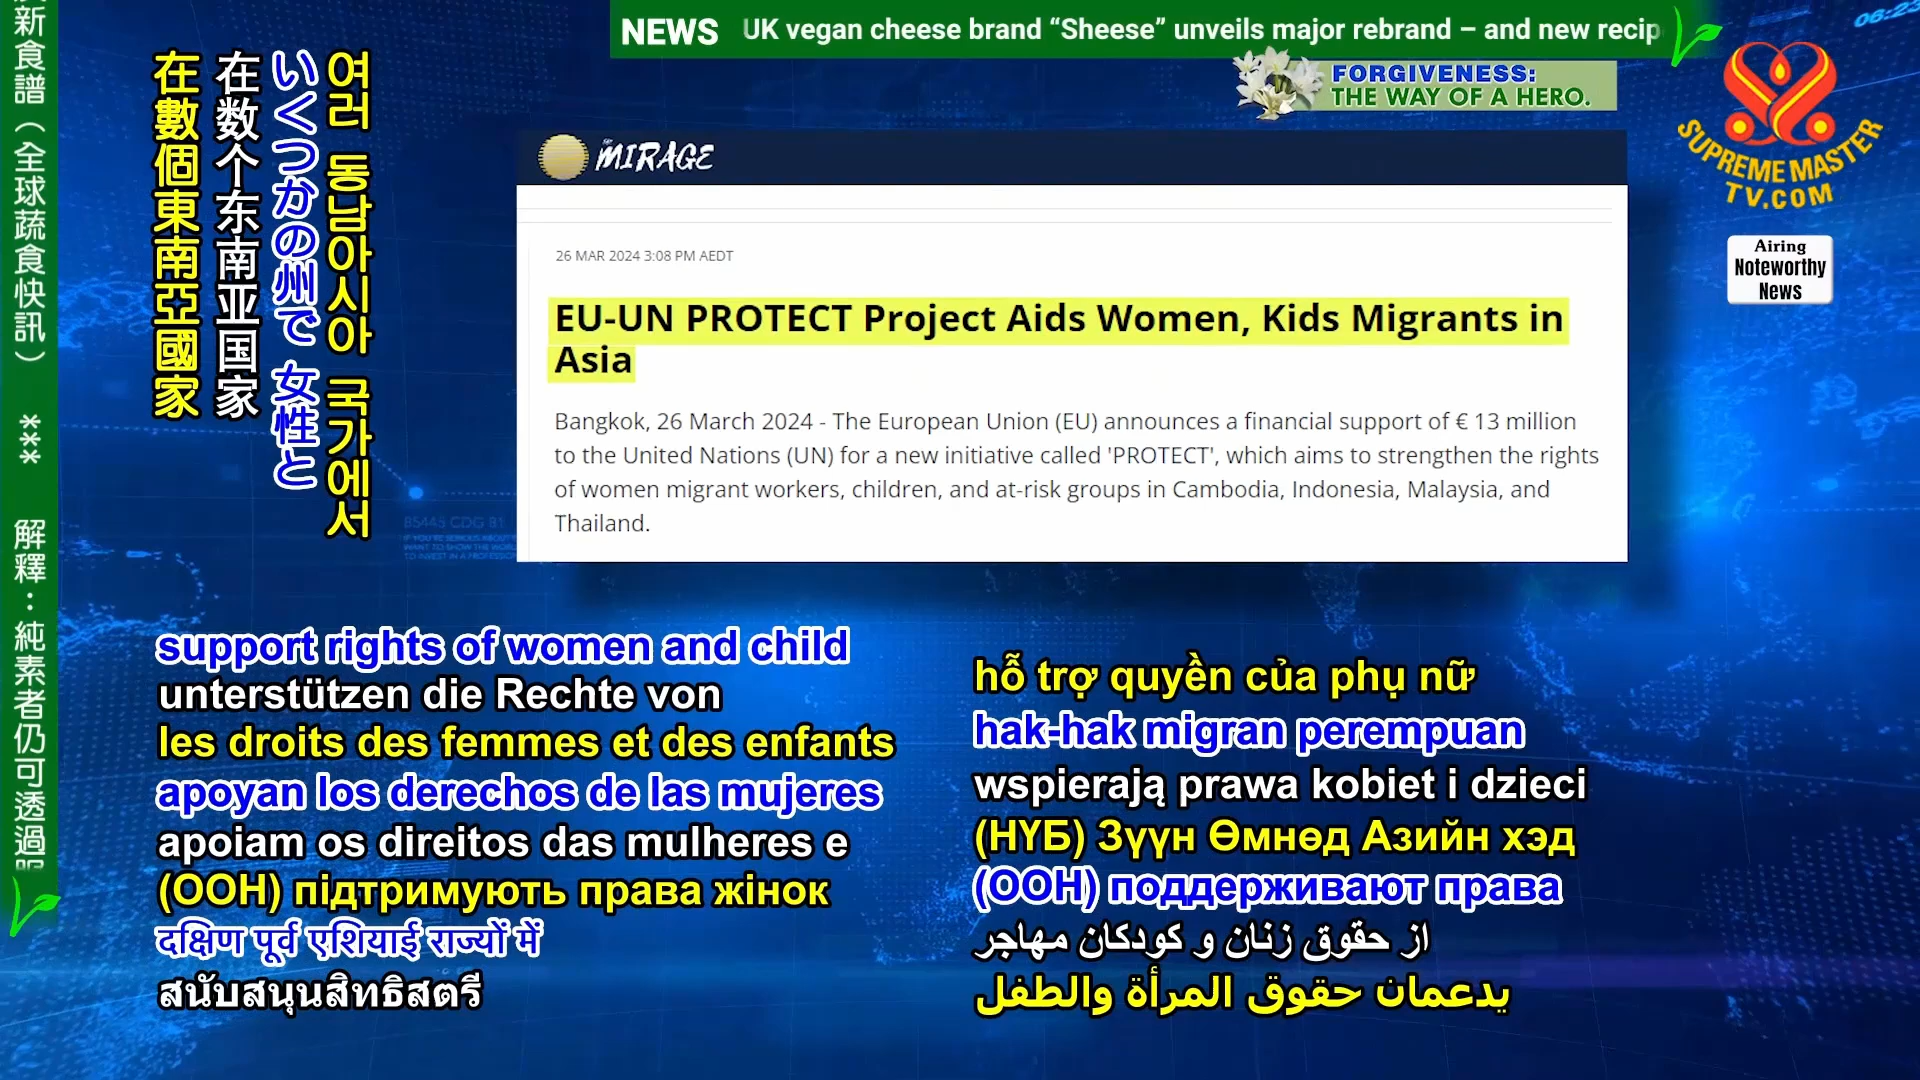 NEWS UK vegan cheese brand “Sheese” unveils major rebrand – and new recip
FORGIVENESS:
THE WAY OF A HERO.
SUPREME MASTER
TV.COM
Airing
Noteworthy
News
新食譜（全球蔬食快訊） *** 解釋：純素者仍可透過
在數個東南亞國家
在数个东南亚国家
いくつかの州で 女性と
여러 동남아시아 국가에서
THE MIRAGE
26 MAR 2024 3:08 PM AEDT
EU-UN PROTECT Project Aids Women, Kids Migrants in
Asia
Bangkok, 26 March 2024 - The European Union (EU) announces a financial support of € 13 million
to the United Nations (UN) for a new initiative called 'PROTECT', which aims to strengthen the rights
of women migrant workers, children, and at-risk groups in Cambodia, Indonesia, Malaysia, and
Thailand.
support rights of women and child
unterstützen die Rechte von
les droits des femmes et des enfants
apoyan los derechos de las mujeres
apoiam os direitos das mulheres e
(ООН) підтримують права жінок
दक्षिण पूर्व एशियाई राज्यों में
สนับสนุนสิทธิสตรี
hỗ trợ quyền của phụ nữ
hak-hak migran perempuan
wspierają prawa kobiet i dzieci
(НҮБ) Зүүн Өмнөд Азийн хэд
(ООН) поддерживают права
از حقوق زنان و کودکان مهاجر
يدعمان حقوق المرأة والطفل